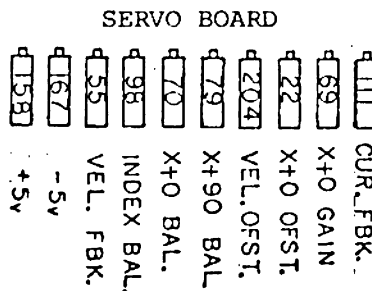 SERVO BOARD
158 167 55 98 70 79 204 22 69 111
+5v
-5v
VEL. FBK.
INDEX BAL.
X+0 BAL.
X+90 BAL
VEL. OFST.
X+0 OFST.
X+0 GAIN
CUR. FBK.